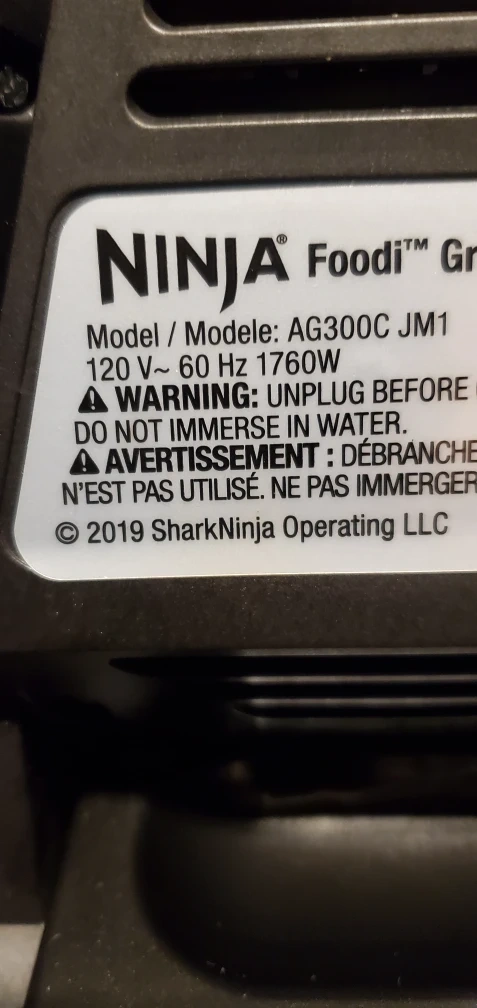 NINJA® Foodi™ Gr
Model / Modele: AG300C JM1
120 V~ 60 Hz 1760W
⚠ WARNING: UNPLUG BEFORE
DO NOT IMMERSE IN WATER.
⚠ AVERTISSEMENT : DÉBRANCHE
N'EST PAS UTILISÉ. NE PAS IMMERGER
© 2019 SharkNinja Operating LLC